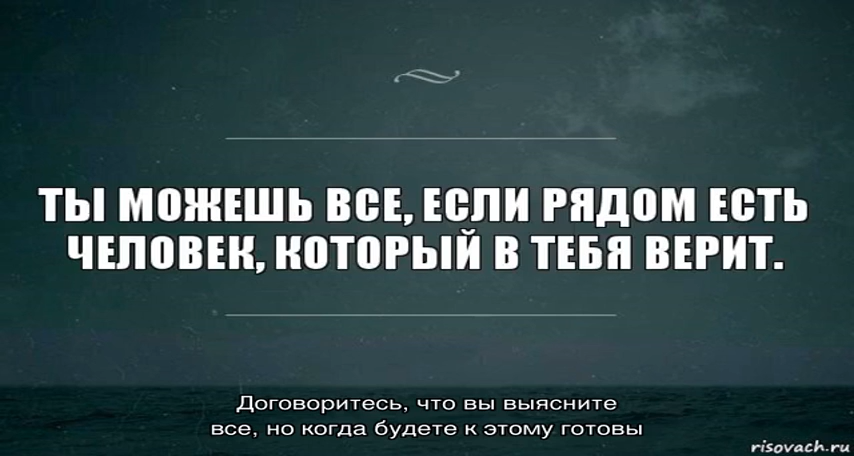 ТЫ МОЖЕШЬ ВСЕ, ЕСЛИ РЯДОМ ЕСТЬ
ЧЕЛОВЕК, КОТОРЫЙ В ТЕБЯ ВЕРИТ.
Договоритесь, что вы выясните
все, но когда будете к этому готовы
risovach.ru